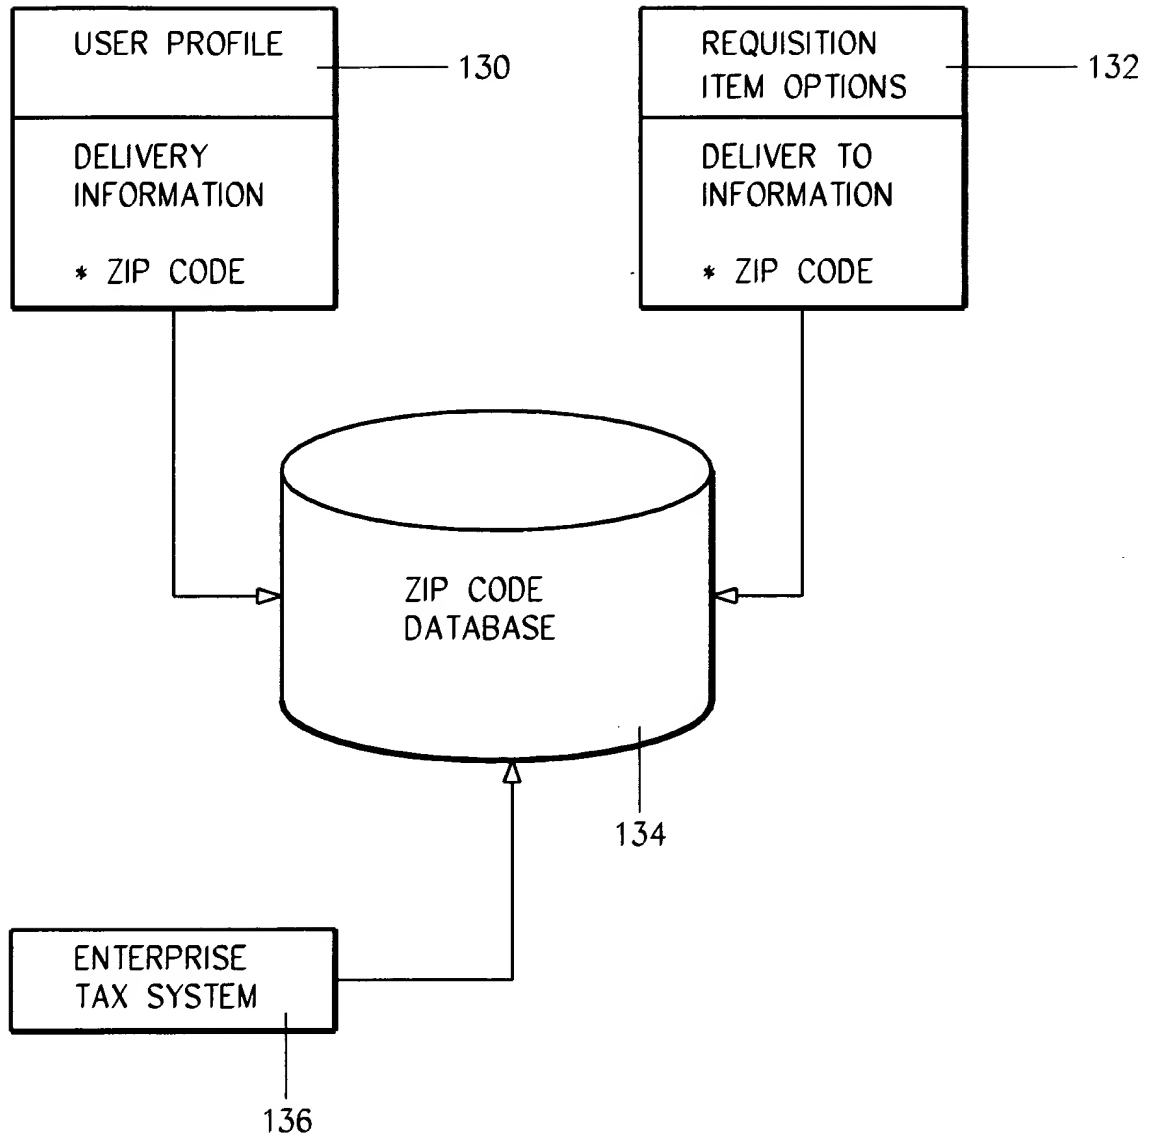 USER PROFILE
130
DELIVERY
INFORMATION
* ZIP CODE
REQUISITION
ITEM OPTIONS
132
DELIVER TO
INFORMATION
* ZIP CODE
ZIP CODE
DATABASE
134
ENTERPRISE
TAX SYSTEM
136